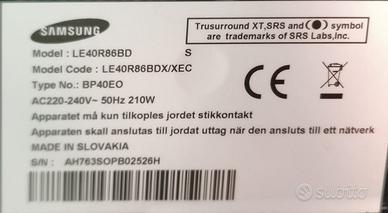 SAMSUNG
Trusurround XT,SRS and (●) symbol
are trademarks of SRS Labs,Inc.
Model : LE40R86BD S
Model Code : LE40R86BDX/XEC
Type No.: BP40EO
AC220-240V~ 50Hz 210W
Apparatet må kun tilkoples jordet stikkontakt
Apparaten skall anslutas till jordat uttag når den ansluts till ett nätverk
MADE IN SLOVAKIA
S/N : AH763SOPB02526H
CE
subito